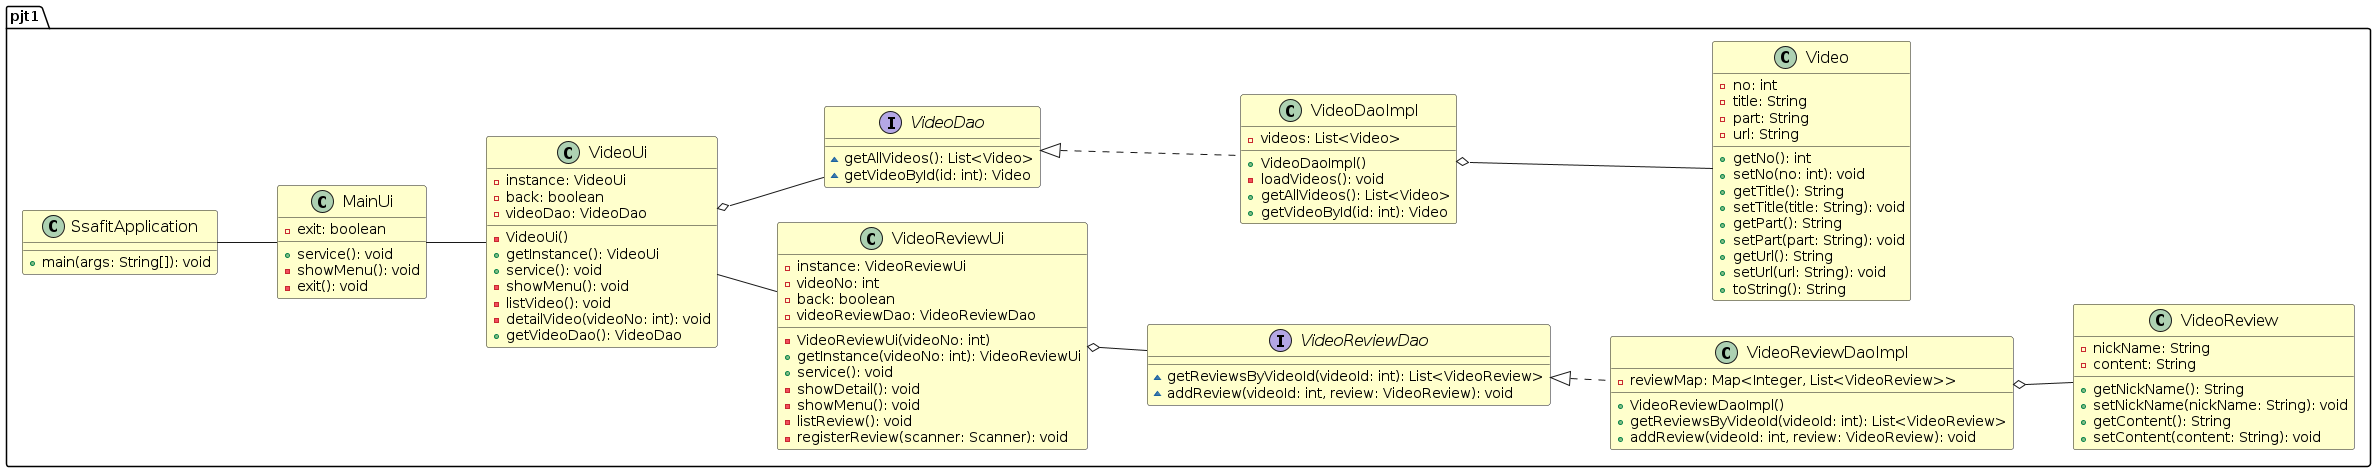 pjt1
C SsafitApplication
main(args: String[]): void
C MainUi
exit: boolean
service(): void
showMenu(): void
exit(): void
C VideoUi
instance: VideoUi
back: boolean
videoDao: VideoDao
VideoUi()
getInstance(): VideoUi
service(): void
showMenu(): void
listVideo(): void
detailVideo(videoNo: int): void
getVideoDao(): VideoDao
I VideoDao
getAllVideos(): List<Video>
getVideoById(id: int): Video
C VideoReviewUi
instance: VideoReviewUi
videoNo: int
back: boolean
videoReviewDao: VideoReviewDao
VideoReviewUi(videoNo: int)
getInstance(videoNo: int): VideoReviewUi
service(): void
showDetail(): void
showMenu(): void
listReview(): void
registerReview(scanner: Scanner): void
C VideoDaoImpl
videos: List<Video>
VideoDaoImpl()
loadVideos(): void
getAllVideos(): List<Video>
getVideoById(id: int): Video
I VideoReviewDao
getReviewsByVideoId(videoId: int): List<VideoReview>
addReview(videoId: int, review: VideoReview): void
C Video
no: int
title: String
part: String
url: String
getNo(): int
setNo(no: int): void
getTitle(): String
setTitle(title: String): void
getPart(): String
setPart(part: String): void
getUrl(): String
setUrl(url: String): void
toString(): String
C VideoReviewDaoImpl
reviewMap: Map<Integer, List<VideoReview>>
VideoReviewDaoImpl()
getReviewsByVideoId(videoId: int): List<VideoReview>
addReview(videoId: int, review: VideoReview): void
C VideoReview
nickName: String
content: String
getNickName(): String
setNickName(nickName: String): void
getContent(): String
setContent(content: String): void